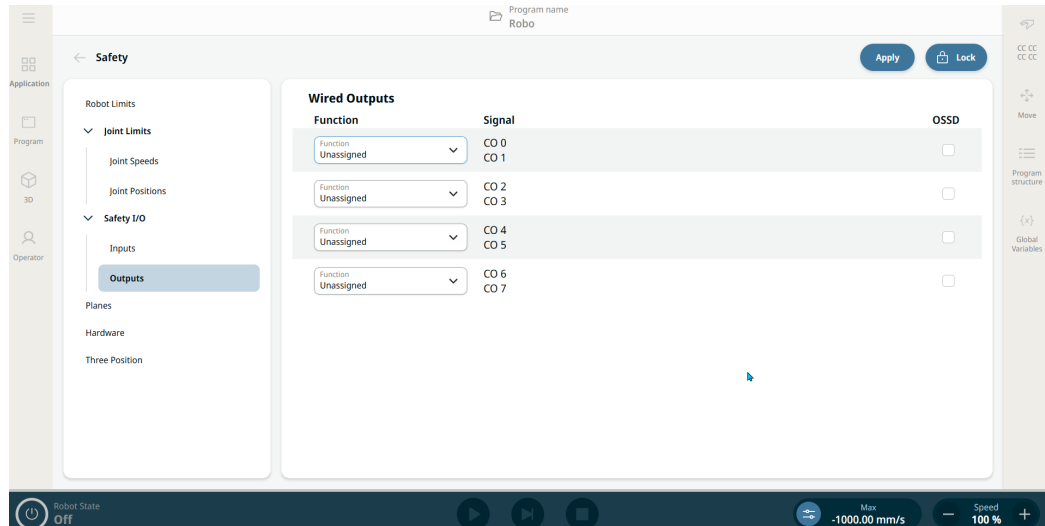 Program name
Robo
Safety
Apply
Lock
Application
Program
3D
Operator
Robot Limits
Joint Limits
Joint Speeds
Joint Positions
Safety I/O
Inputs
Outputs
Planes
Hardware
Three Position
Wired Outputs
Function Signal OSSD
Function
Unassigned
CO 0
CO 1
Function
Unassigned
CO 2
CO 3
Function
Unassigned
CO 4
CO 5
Function
Unassigned
CO 6
CO 7
CC CC
CC CC
Move
Program
structure
{x}
Global
Variables
Robot State
Off
Max
-1000.00 mm/s
Speed
100 %